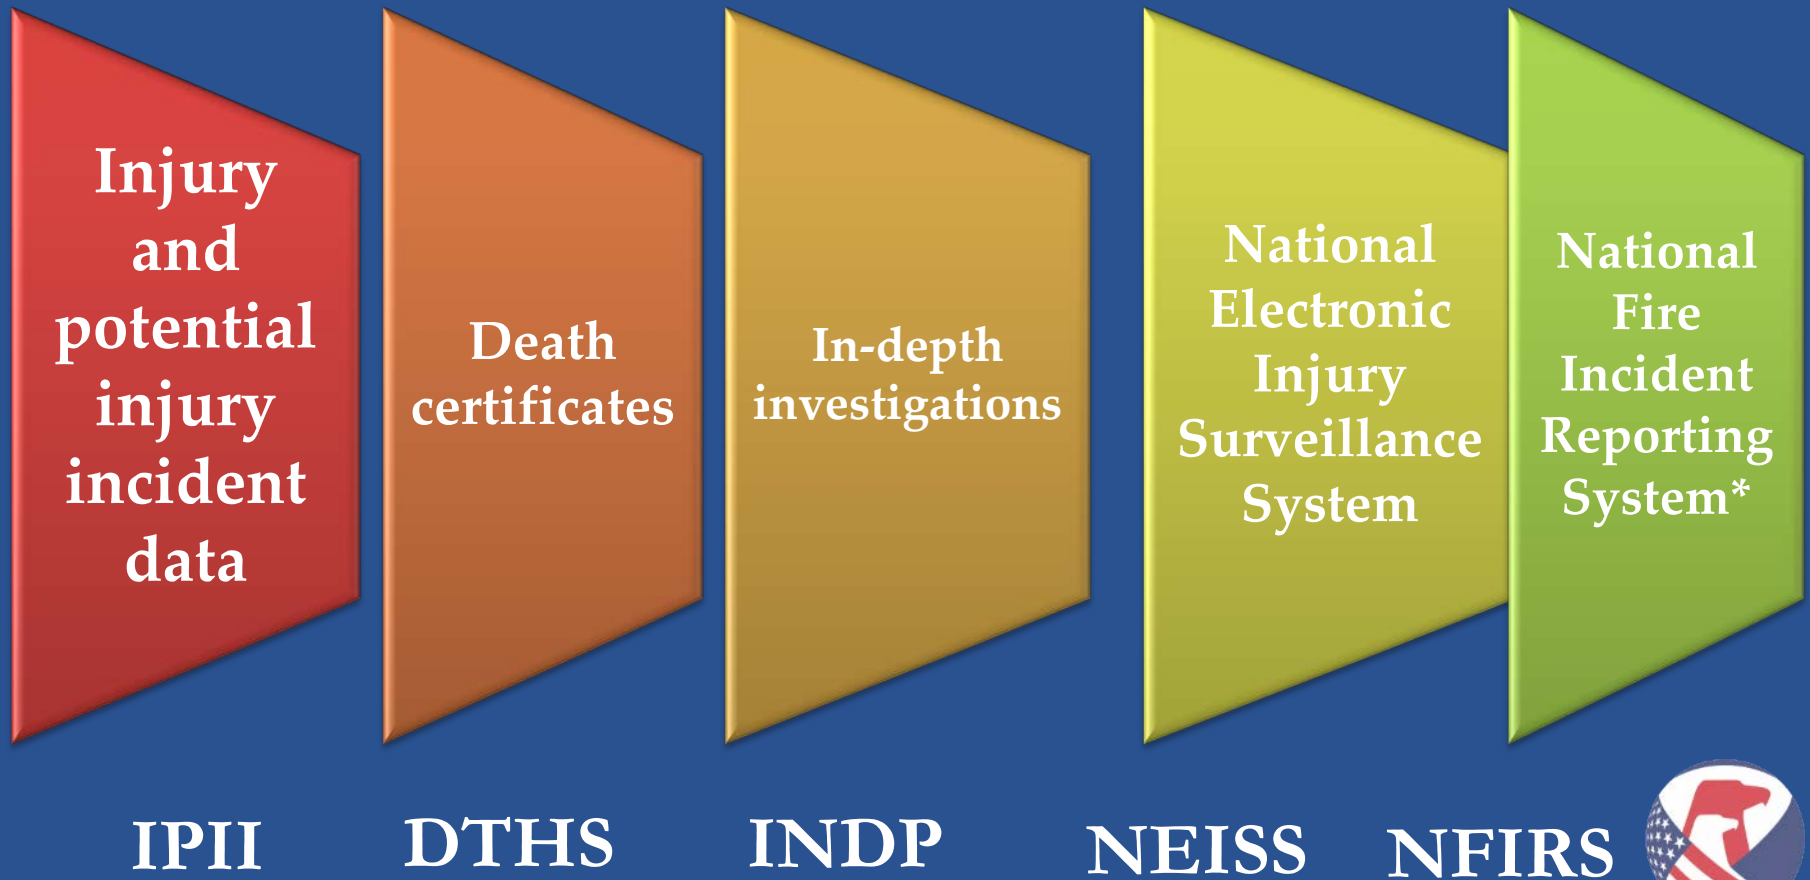 Injury
and
potential
injury
incident
data
Death
certificates
In-depth
investigations
National
Electronic
Injury
Surveillance
System
National
Fire
Incident
Reporting
System*
IPII
DTHS
INDP
NEISS
NFIRS